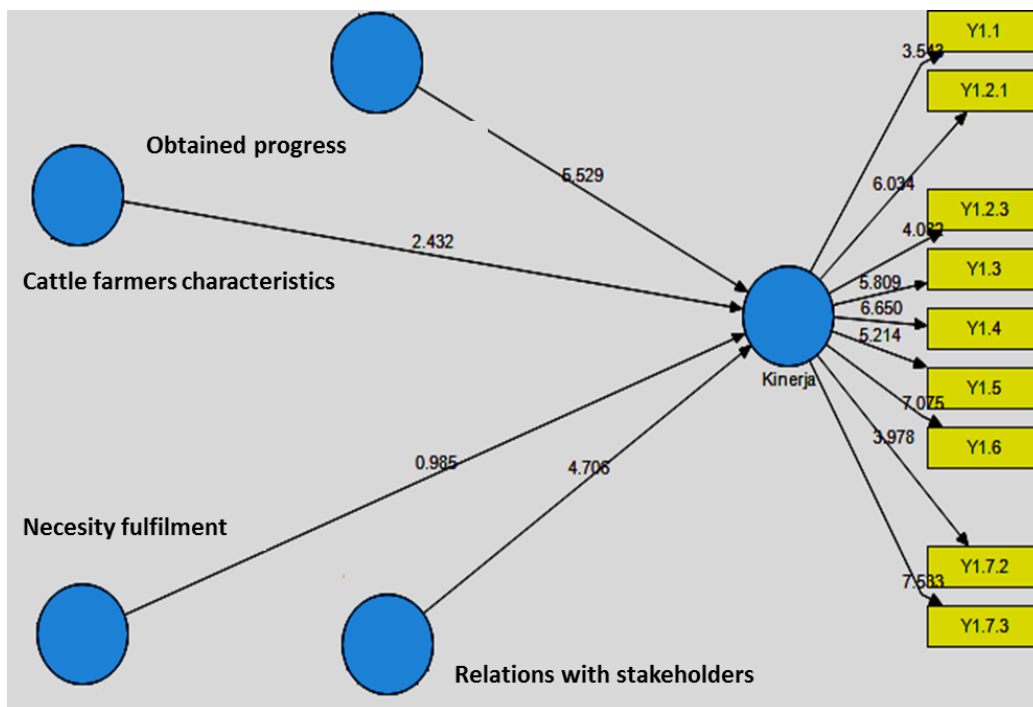 Y1.1
3.543
Y1.2.1
Obtained progress
5.529
6.034
Y1.2.3
4.032
2.432
Y1.3
Cattle farmers characteristics
5.809
6.650
Y1.4
5.214
Kinerja
Y1.5
7.075
3.978
Y1.6
0.985
4.706
Necesity fulfilment
Y1.7.2
7.533
Y1.7.3
Relations with stakeholders